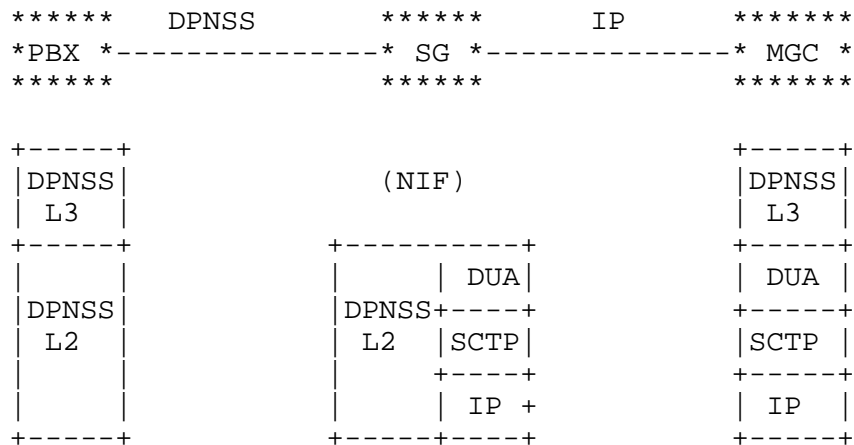 ******    DPNSS       ******       IP       *******
*PBX *---------------* SG *--------------* MGC *
******                ******                *******
+-----+                                     +-----+
|DPNSS|              (NIF)                  |DPNSS|
| L3  |                                     | L3  |
+-----+            +----------+             +-----+
|     |            |     | DUA|             | DUA |
|DPNSS|            |DPNSS+----+             +-----+
| L2  |            | L2  |SCTP|             |SCTP |
|     |            |     +----+             +-----+
|     |            |     | IP +             | IP  |
+-----+            +-----+----+             +-----+